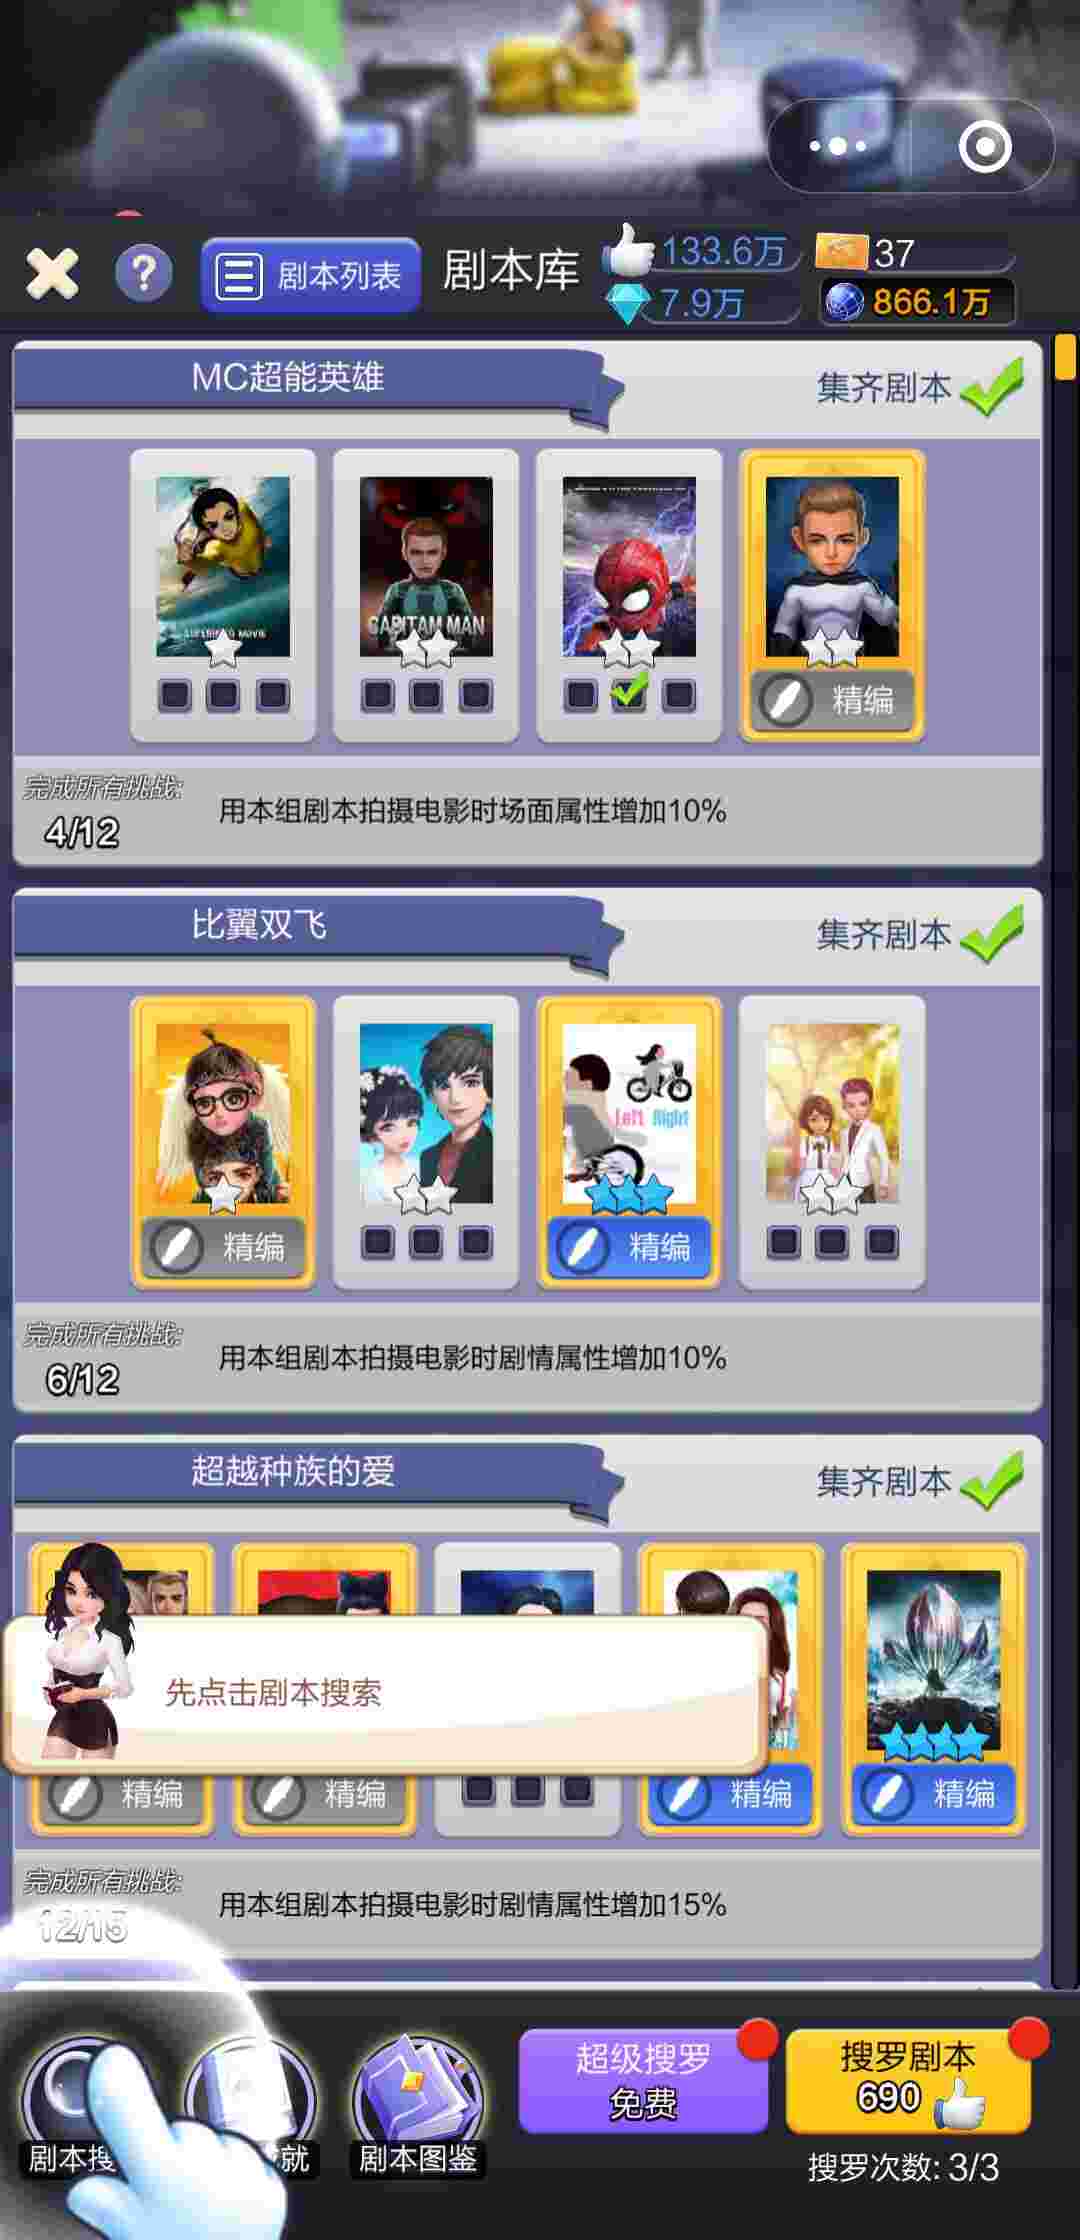 剧本列表
剧本库
133.6万
37
7.9万
866.1万
MC超能英雄
集齐剧本
CAPITAM MAN
精编
完成所有挑战:
4/12
用本组剧本拍摄电影时场面属性增加10%
比翼双飞
集齐剧本
Left Right
精编
精编
完成所有挑战:
6/12
用本组剧本拍摄电影时剧情属性增加10%
超越种族的爱
集齐剧本
先点击剧本搜索
精编
精编
精编
精编
完成所有挑战:
12/15
用本组剧本拍摄电影时剧情属性增加15%
剧本搜
就
剧本图鉴
超级搜罗
免费
搜罗剧本
690
搜罗次数: 3/3